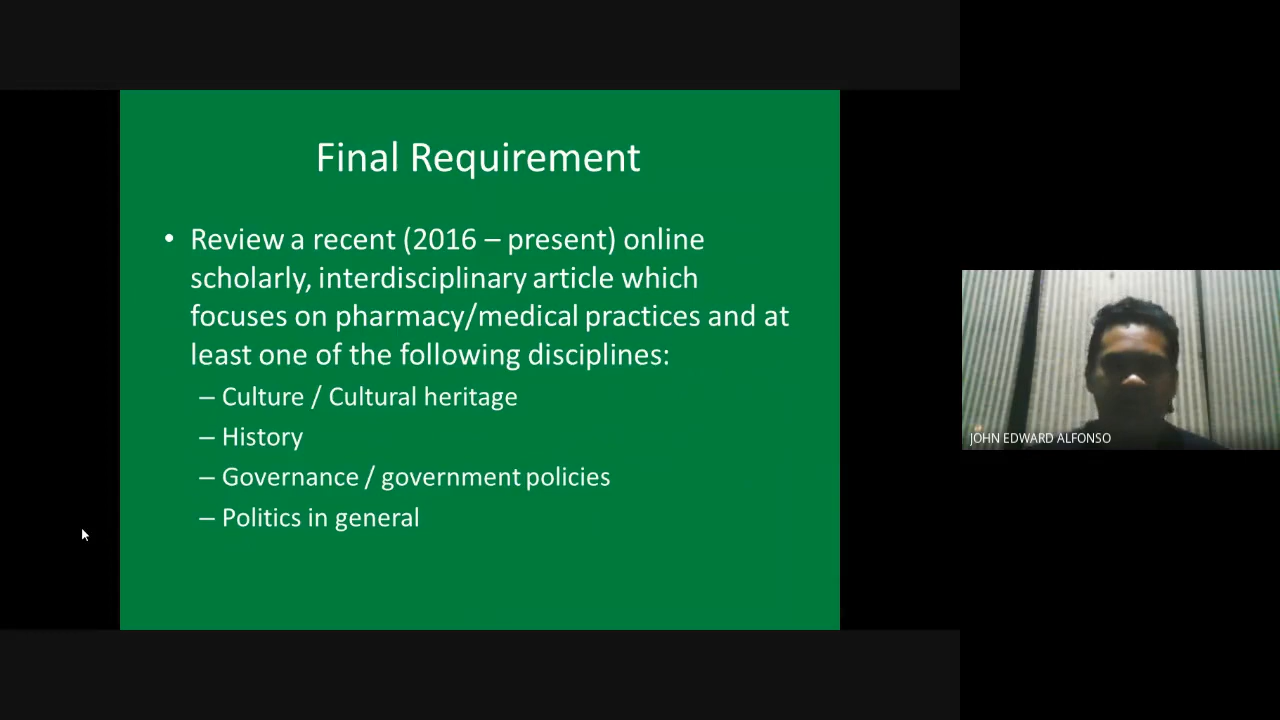 Final Requirement
• Review a recent (2016 – present) online
scholarly, interdisciplinary article which
focuses on pharmacy/medical practices and at
least one of the following disciplines:
– Culture / Cultural heritage
– History
– Governance / government policies
– Politics in general
JOHN EDWARD ALFONSO